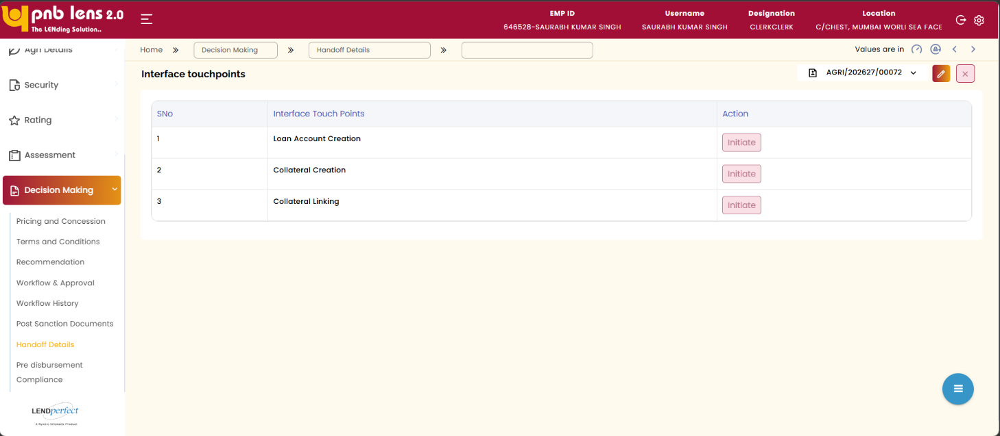 pnb lens 2.0
The LENding Solution..
EMP ID
646528-SAURABH KUMAR SINGH
Username
SAURABH KUMAR SINGH
Designation
CLERKCLERK
Location
C/CHEST, MUMBAI WORLI SEA FACE
Agri Details
Security
Rating
Assessment
Decision Making
Pricing and Concession
Terms and Conditions
Recommendation
Workflow & Approval
Workflow History
Post Sanction Documents
Handoff Details
Pre disbursement
Compliance
LENDperfect
A SysArc Infomatix Product
Home » Decision Making » Handoff Details »
Values are in
Interface touchpoints
AGRI/202627/00072
SNo Interface Touch Points Action
1 Loan Account Creation Initiate
2 Collateral Creation Initiate
3 Collateral Linking Initiate